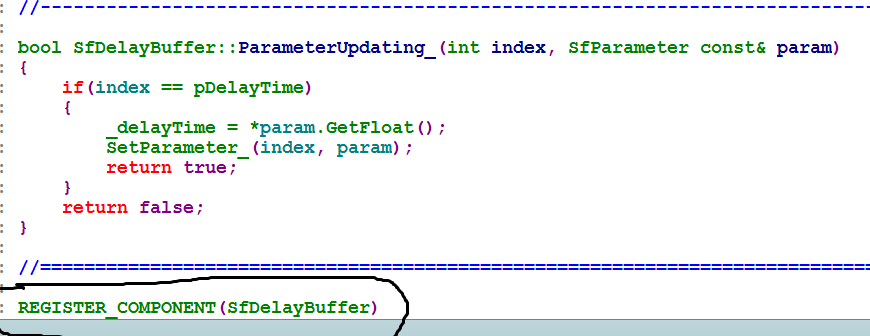 //--------------------------------------------------------------------------
bool SfDelayBuffer::ParameterUpdating_(int index, SfParameter const& param)
{
if(index == pDelayTime)
{
_delayTime = *param.GetFloat();
SetParameter_(index, param);
return true;
}
return false;
}
//==========================================================================
REGISTER_COMPONENT(SfDelayBuffer)